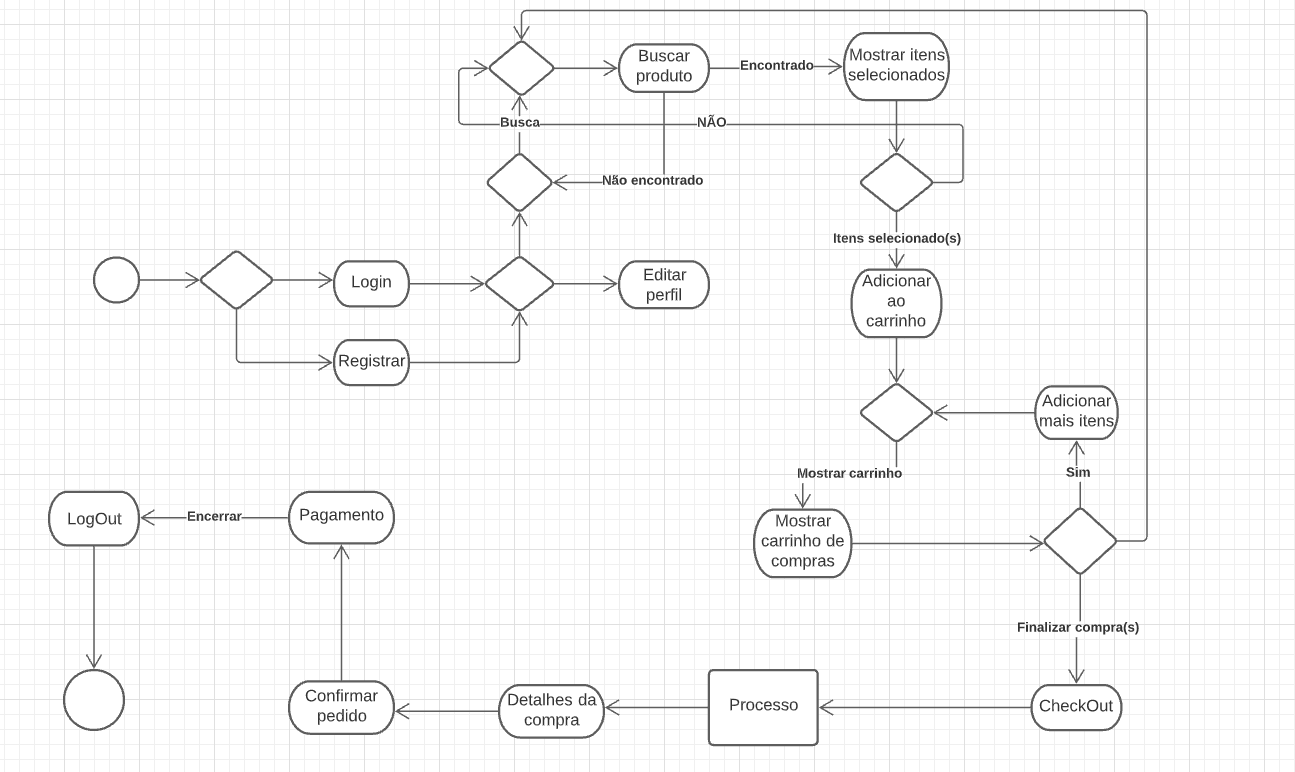 Buscar
produto
Encontrado
Mostrar itens
selecionados
Busca
NÃO
Não encontrado
Itens selecionado(s)
Login
Editar
perfil
Adicionar
ao
carrinho
Registrar
Adicionar
mais itens
Mostrar carrinho
Sim
LogOut
Encerrar
Pagamento
Mostrar
carrinho de
compras
Finalizar compra(s)
Confirmar
pedido
Detalhes da
compra
Processo
CheckOut